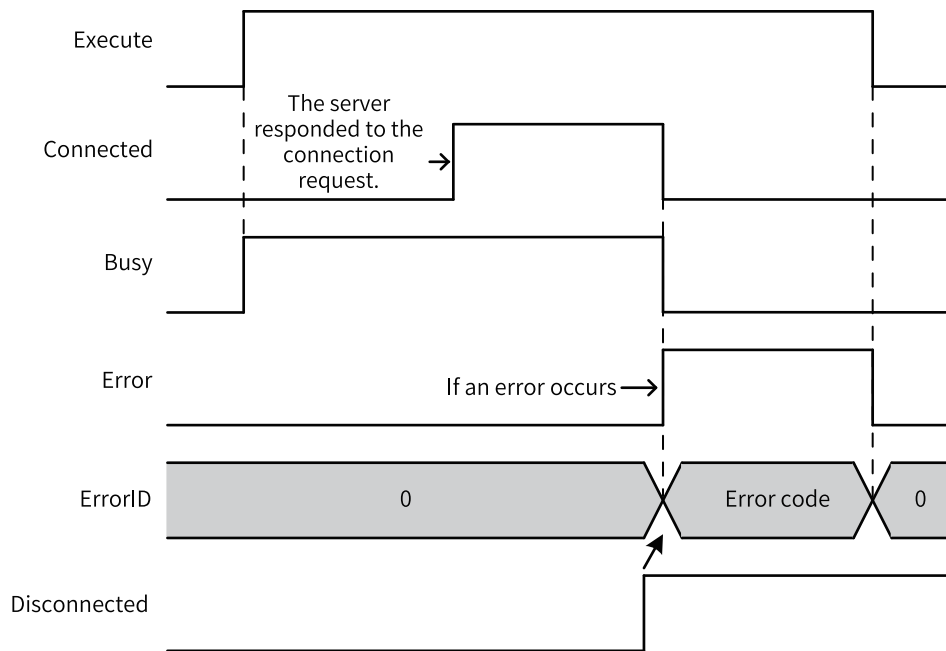 Execute
The server
responded to the
connection
request.
Connected
Busy
Error
If an error occurs
ErrorID
0
Error code
0
Disconnected